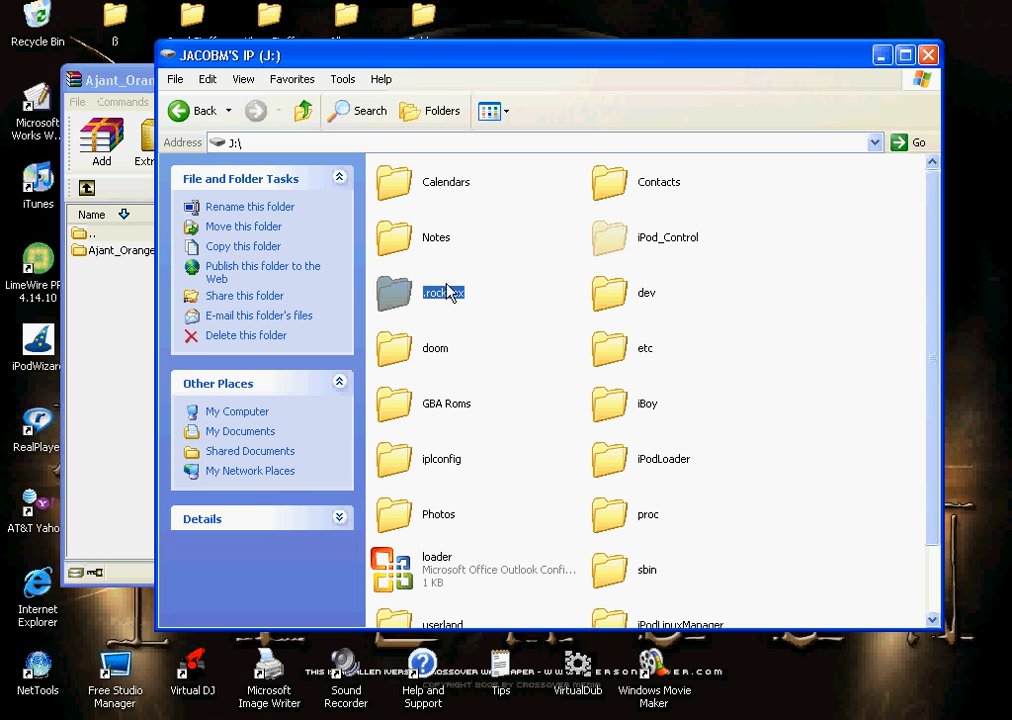 Recycle Bin
ß
JACOBM'S IP (J:)
Ajant_Oran
File Edit View Favorites Tools Help
File Commands
Back Search Folders
Address J:\ Go
Microsoft
Works W...
Add Extr
iTunes
Name
..
Ajant_Orange
LimeWire PR
4.14.10
iPodWizard
RealPlayer
AT&T Yaho
Internet
Explorer
File and Folder Tasks
Rename this folder
Move this folder
Copy this folder
Publish this folder to the
Web
Share this folder
E-mail this folder's files
Delete this folder
Other Places
My Computer
My Documents
Shared Documents
My Network Places
Details
Calendars Contacts
Notes iPod_Control
dev
doom etc
GBA Roms iBoy
iplconfig iPodLoader
Photos proc
loader
Microsoft Office Outlook Confi...
1 KB
sbin
userland iPodLinuxManager
NetTools
Free Studio
Manager
Virtual DJ
Microsoft
Image Writer
Sound
Recorder
Help and
Support
Tips
VirtualDub
Windows Movie
Maker